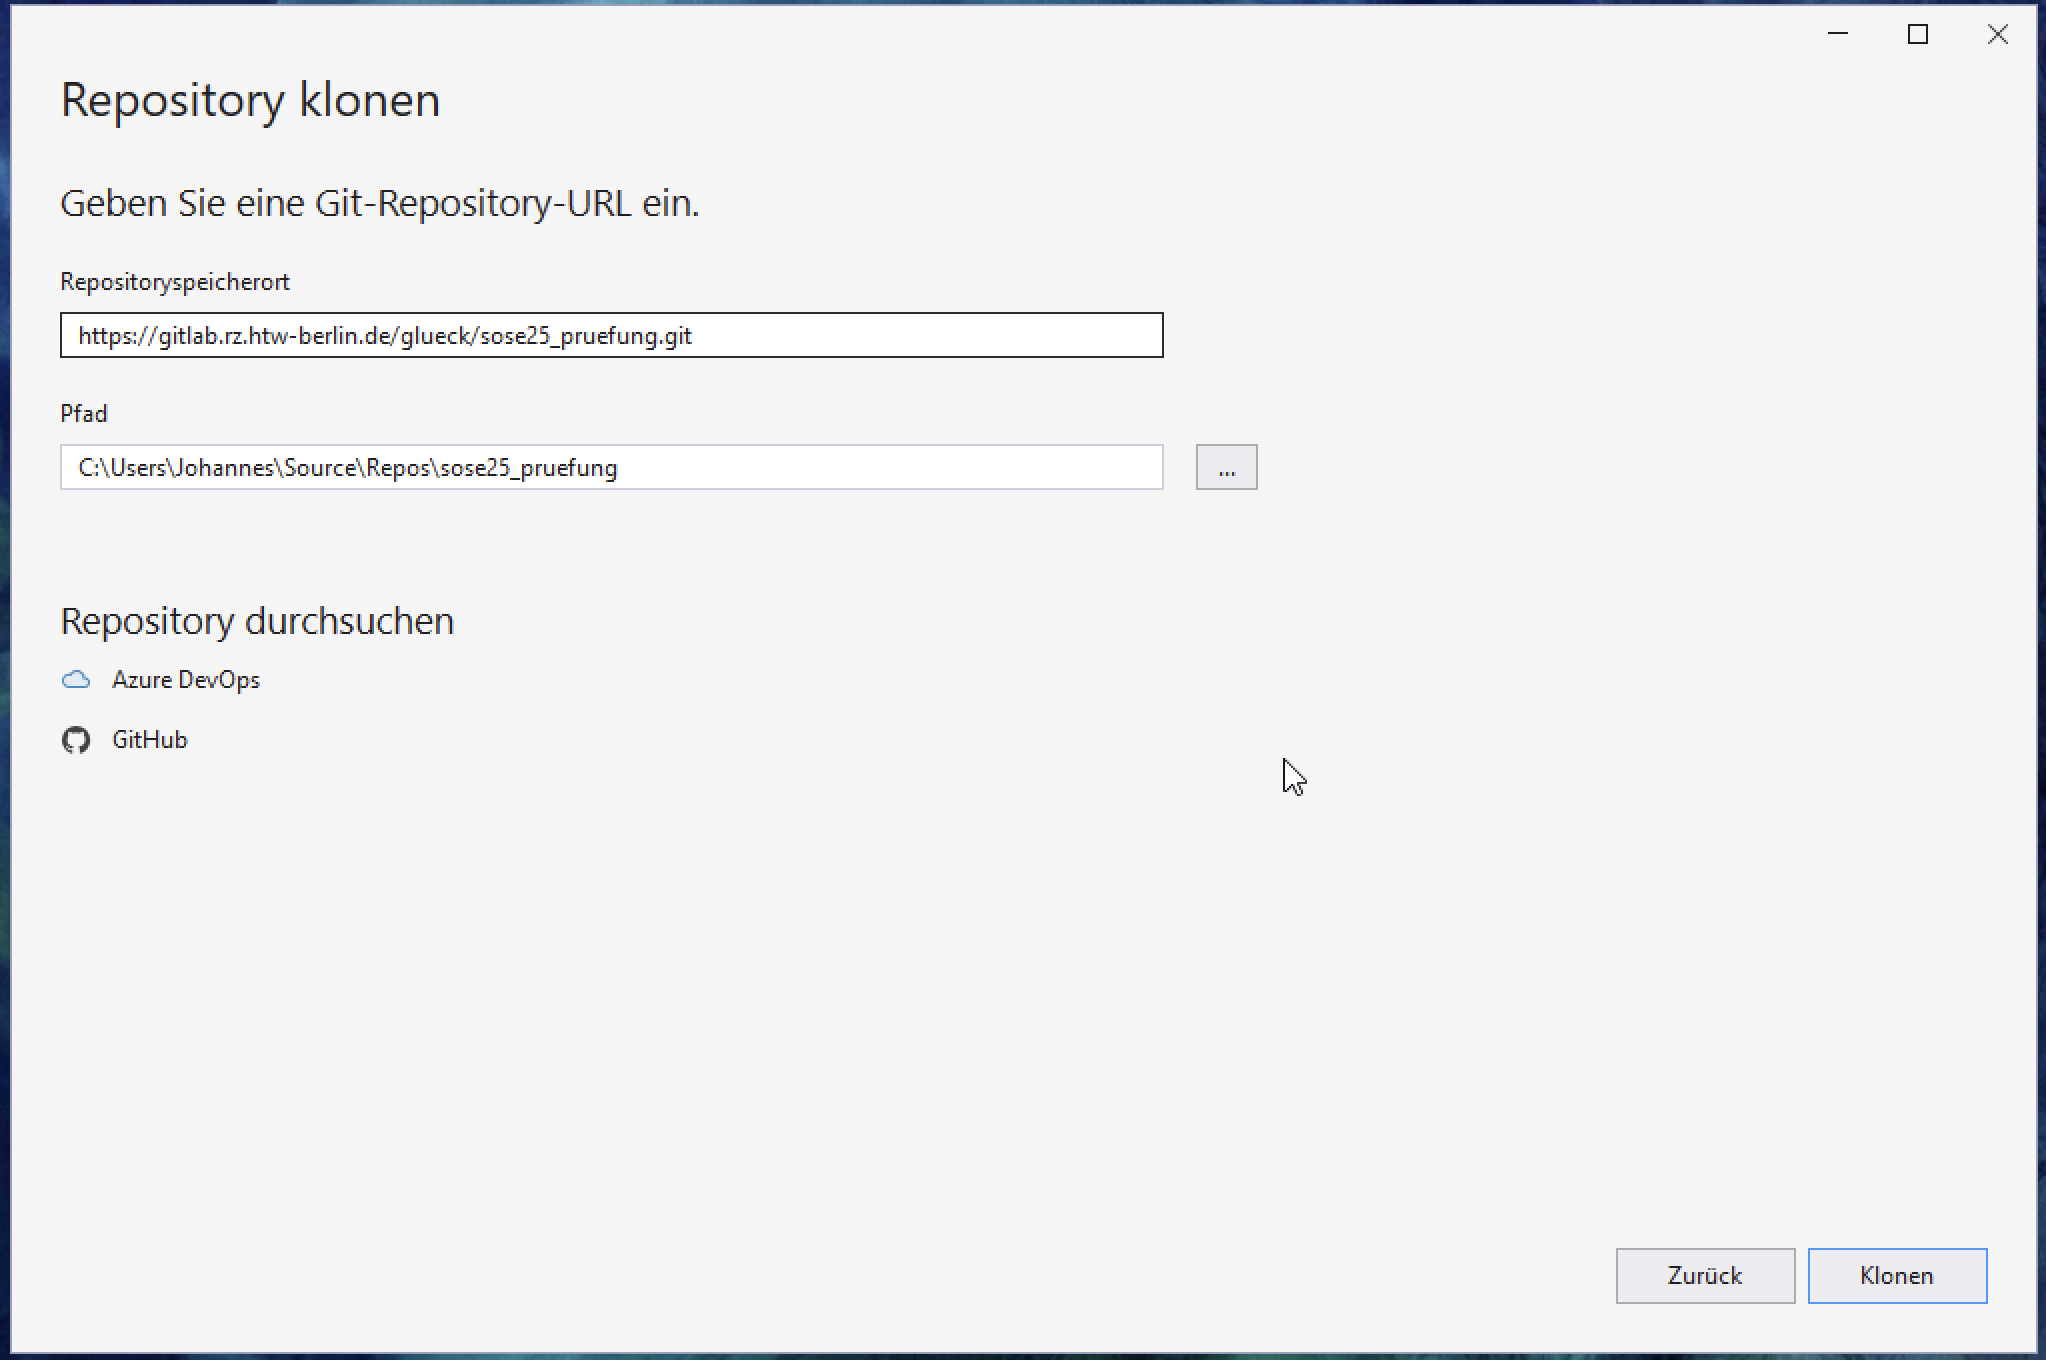 Repository klonen
Geben Sie eine Git-Repository-URL ein.
Repositoryspeicherort
https://gitlab.rz.htw-berlin.de/glueck/sose25_pruefung.git
Pfad
C:\Users\Johannes\Source\Repos\sose25_pruefung
...
Repository durchsuchen
Azure DevOps
GitHub
Zurück
Klonen